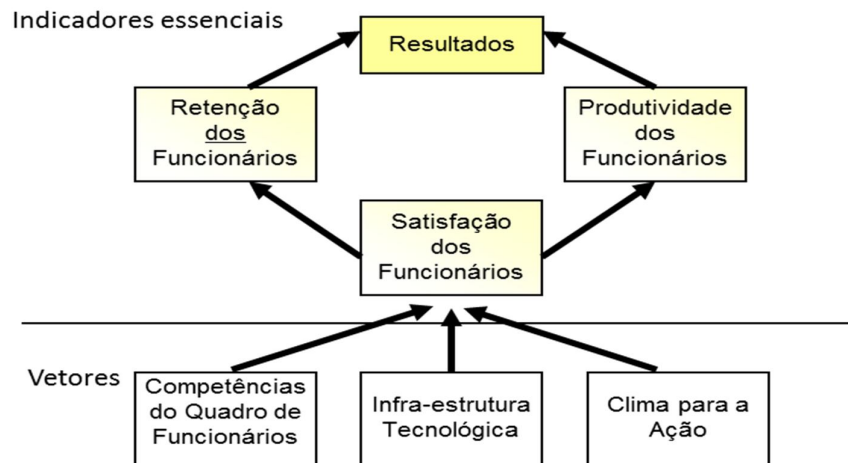 Indicadores essenciais
Resultados
Retenção
dos
Funcionários
Produtividade
dos
Funcionários
Satisfação
dos
Funcionários
Vetores
Competências
do Quadro de
Funcionários
Infra-estrutura
Tecnológica
Clima para a
Ação